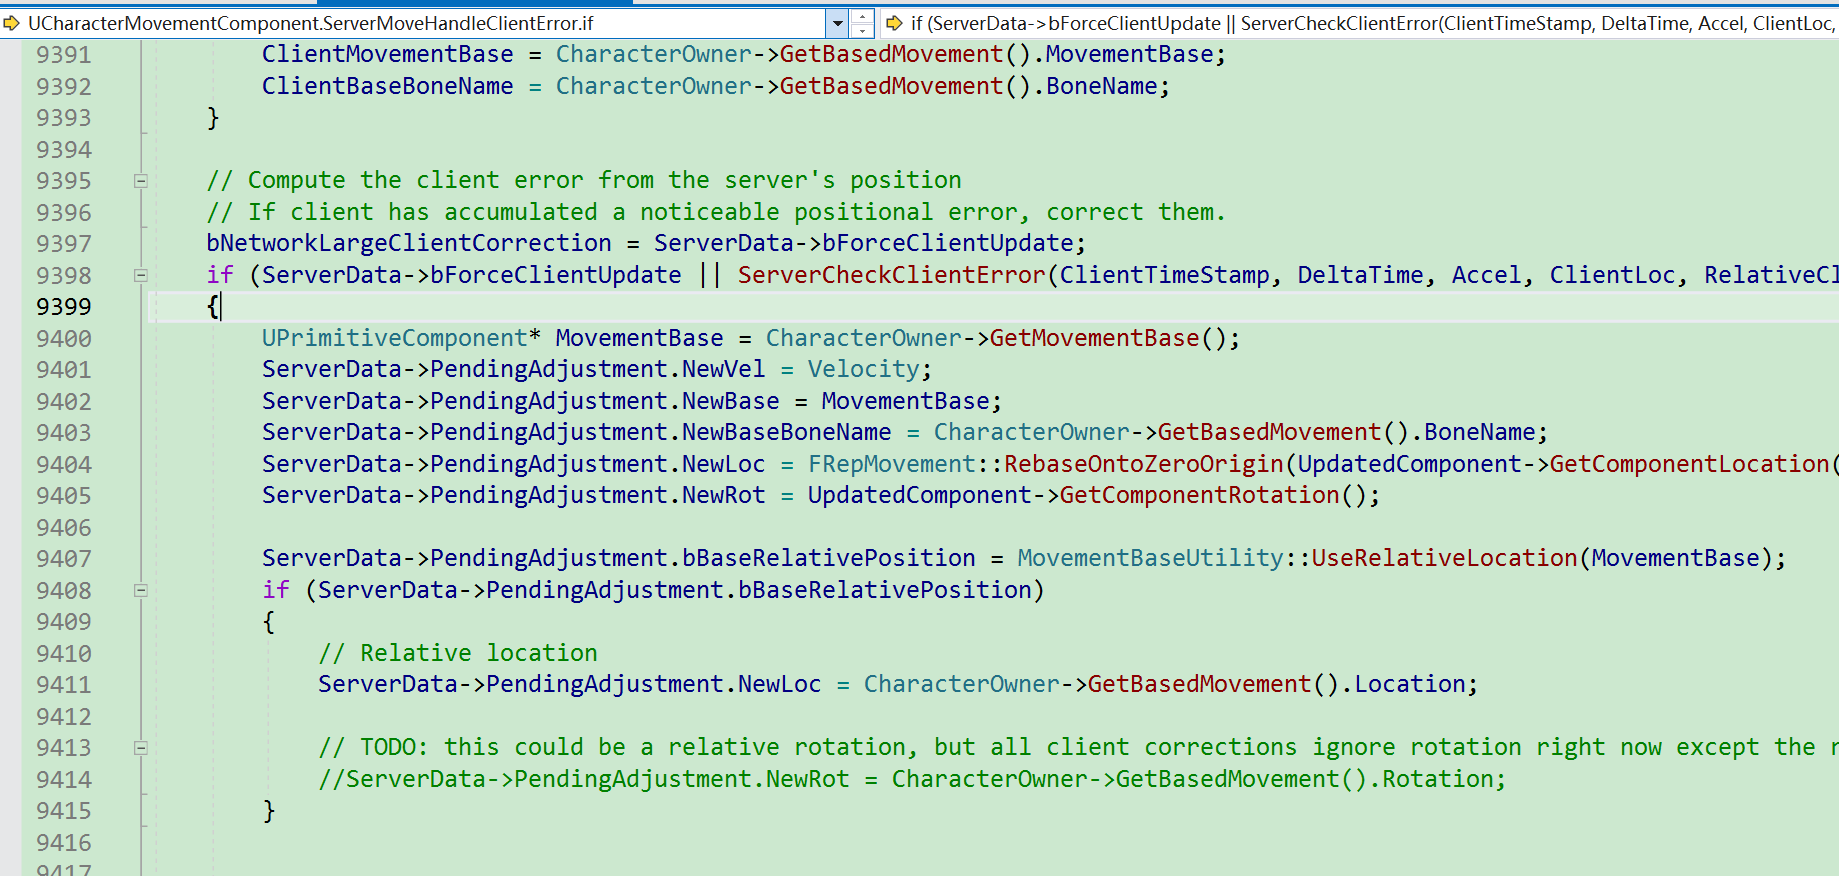 UCharacterMovementComponent.ServerMoveHandleClientError.if
if (ServerData->bForceClientUpdate || ServerCheckClientError(ClientTimeStamp, DeltaTime, Accel, ClientLoc,
9391 ClientMovementBase = CharacterOwner->GetBasedMovement().MovementBase;
9392 ClientBaseBoneName = CharacterOwner->GetBasedMovement().BoneName;
9393 }
9394
9395 // Compute the client error from the server's position
9396 // If client has accumulated a noticeable positional error, correct them.
9397 bNetworkLargeClientCorrection = ServerData->bForceClientUpdate;
9398 if (ServerData->bForceClientUpdate || ServerCheckClientError(ClientTimeStamp, DeltaTime, Accel, ClientLoc,
9399 {
9400 UPrimitiveComponent* MovementBase = CharacterOwner->GetMovementBase();
9401 ServerData->PendingAdjustment.NewVel = Velocity;
9402 ServerData->PendingAdjustment.NewBase = MovementBase;
9403 ServerData->PendingAdjustment.NewBaseBoneName = CharacterOwner->GetBasedMovement().BoneName;
9404 ServerData->PendingAdjustment.NewLoc = FRepMovement::RebaseOntoZeroOrigin(UpdatedComponent->GetComponentLocation(
9405 ServerData->PendingAdjustment.NewRot = UpdatedComponent->GetComponentRotation();
9406
9407 ServerData->PendingAdjustment.bBaseRelativePosition = MovementBaseUtility::UseRelativeLocation(MovementBase);
9408 if (ServerData->PendingAdjustment.bBaseRelativePosition)
9409 {
9410 // Relative location
9411 ServerData->PendingAdjustment.NewLoc = CharacterOwner->GetBasedMovement().Location;
9412
9413 // TODO: this could be a relative rotation, but all client corrections ignore rotation right now except the
9414 //ServerData->PendingAdjustment.NewRot = CharacterOwner->GetBasedMovement().Rotation;
9415 }
9416
9417